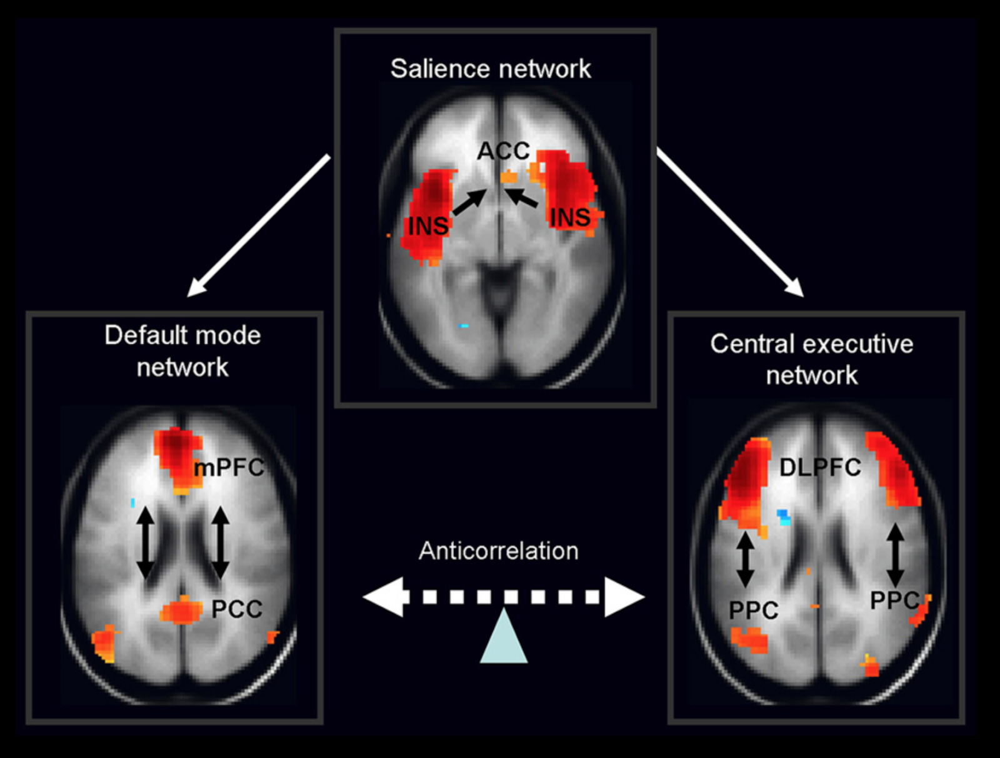 Salience network
ACC
INS
INS
Default mode
network
mPFC
PCC
Anticorrelation
Central executive
network
DLPFC
PPC
PPC